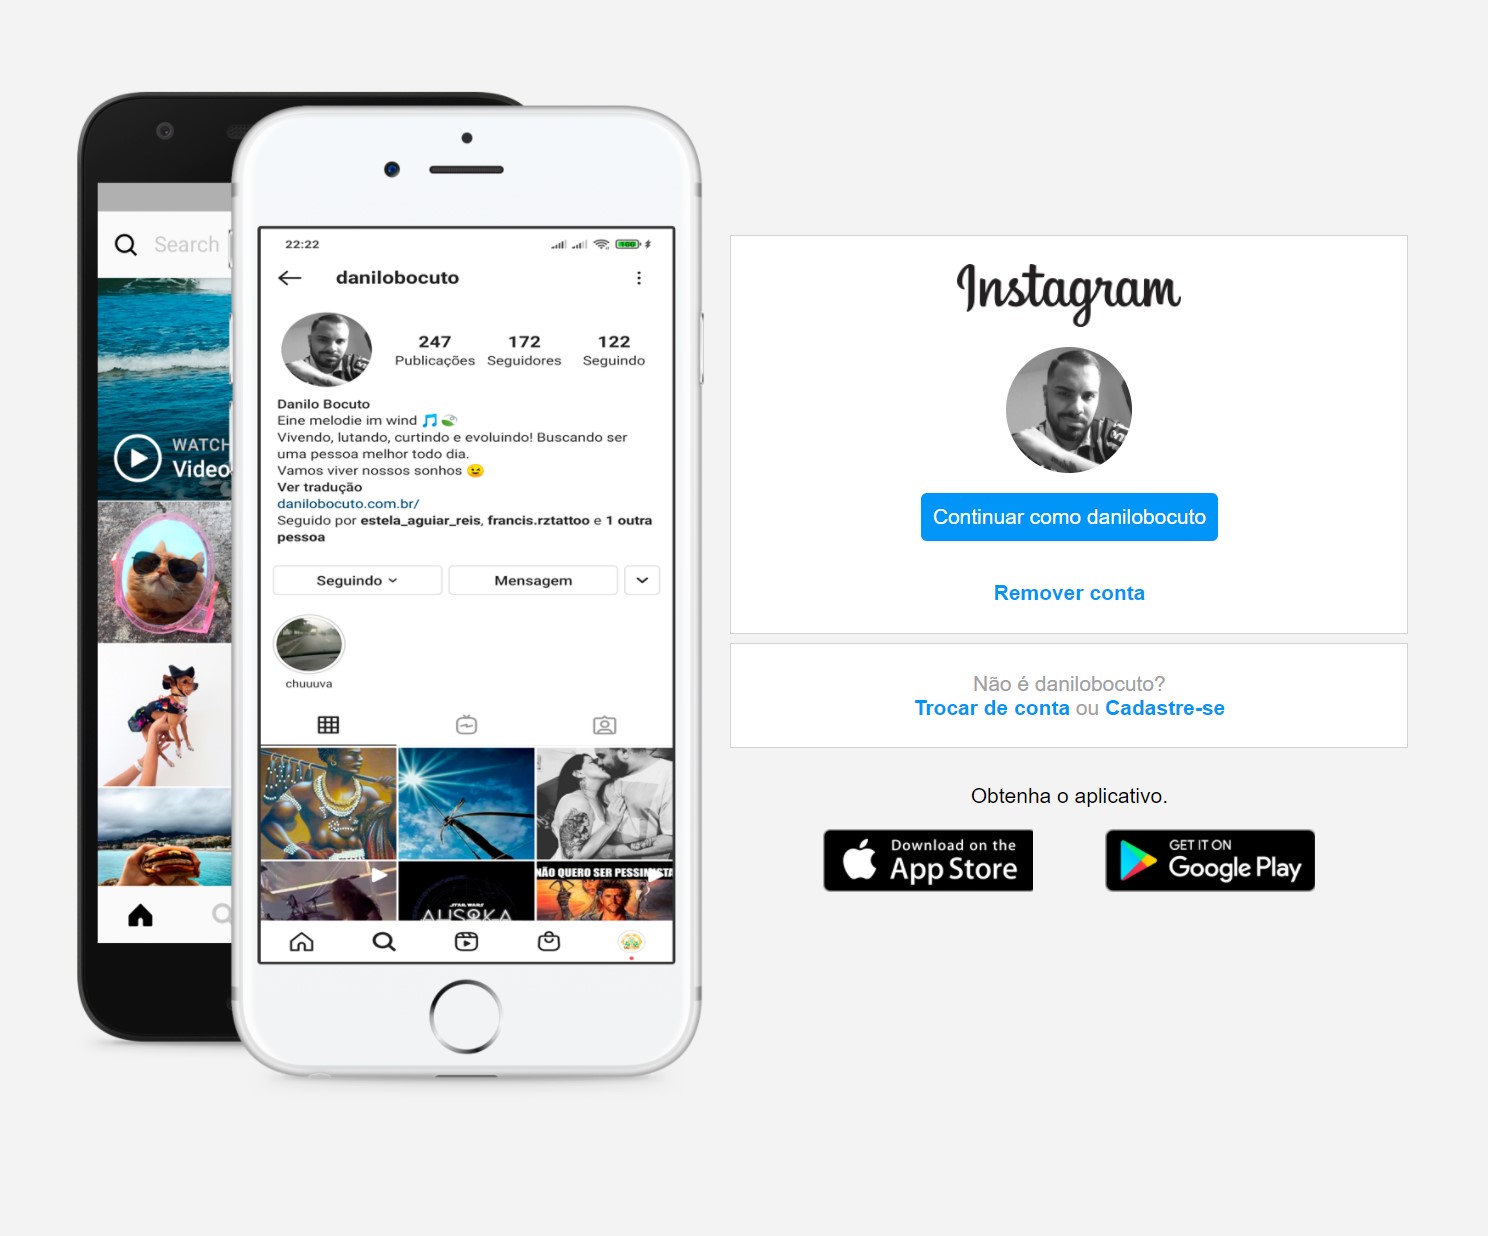 Search
WATCH
Video
22:22
100
danilobocuto
247
Publicações
172
Seguidores
122
Seguindo
Danilo Bocuto
Eine melodie im wind 🎵🍃
Vivendo, lutando, curtindo e evoluindo! Buscando ser
uma pessoa melhor todo dia.
Vamos viver nossos sonhos 😉
Ver tradução
danilobocuto.com.br/
Seguido por estela_aguiar_reis, francis.rztattoo e 1 outra
pessoa
Seguindo
Mensagem
chuuuva
STAR WARS
AHSOKA
NÃO QUERO SER PESSIMISTA
Instagram
Continuar como danilobocuto
Remover conta
Não é danilobocuto?
Trocar de conta ou Cadastre-se
Obtenha o aplicativo.
Download on the
App Store
GET IT ON
Google Play